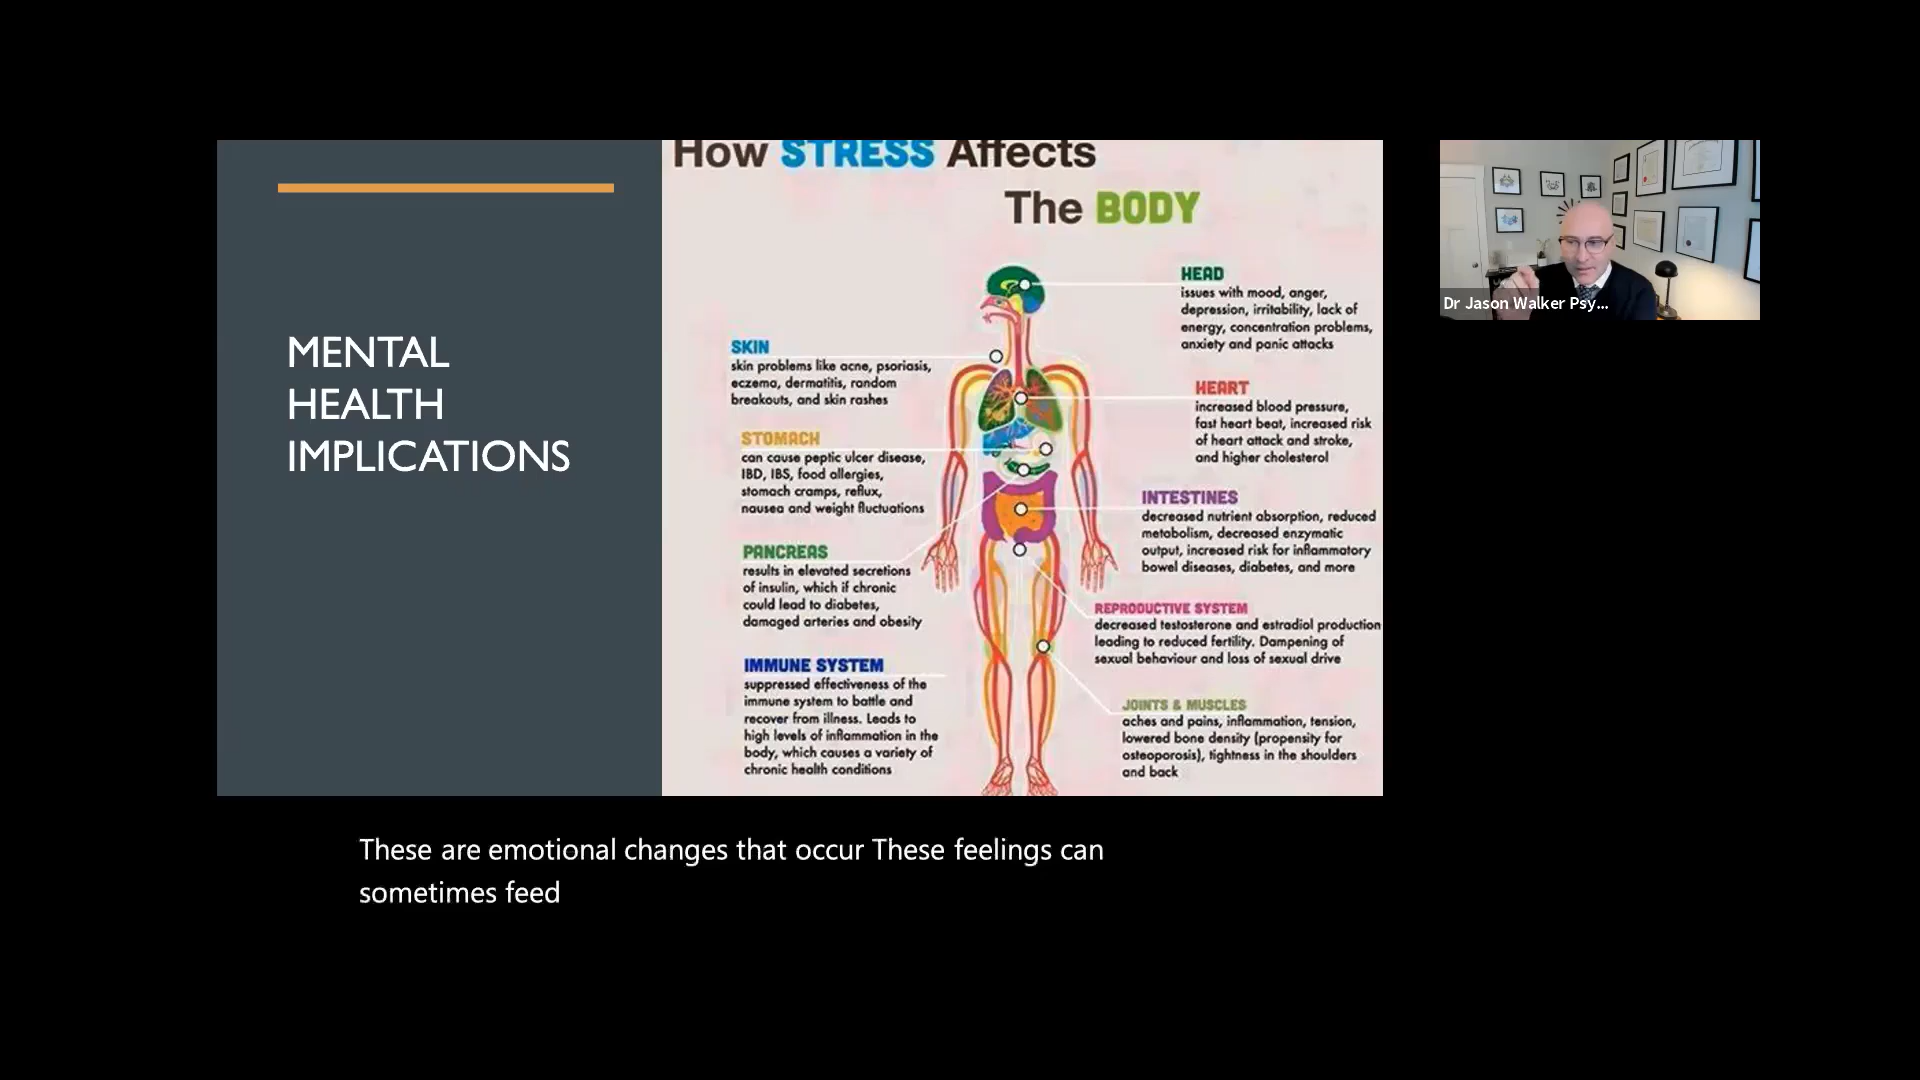 MENTAL
HEALTH
IMPLICATIONS
How STRESS Affects
The BODY
HEAD
issues with mood, anger,
depression, irritability, lack of
energy, concentration problems,
anxiety and panic attacks
SKIN
skin problems like acne, psoriasis,
eczema, dermatitis, random
breakouts, and skin rashes
HEART
increased blood pressure,
fast heart beat, increased risk
of heart attack and stroke,
and higher cholesterol
STOMACH
can cause peptic ulcer disease,
IBD, IBS, food allergies,
stomach cramps, reflux,
nausea and weight fluctuations
INTESTINES
decreased nutrient absorption, reduced
metabolism, decreased enzymatic
output, increased risk for inflammatory
bowel diseases, diabetes, and more
PANCREAS
results in elevated secretions
of insulin, which if chronic
could lead to diabetes,
damaged arteries and obesity
REPRODUCTIVE SYSTEM
decreased testosterone and estradiol production
leading to reduced fertility. Dampening of
sexual behaviour and loss of sexual drive
IMMUNE SYSTEM
suppressed effectiveness of the
immune system to battle and
recover from illness. Leads to
high levels of inflammation in the
body, which causes a variety of
chronic health conditions
JOINTS & MUSCLES
aches and pains, inflammation, tension,
lowered bone density (propensity for
osteoporosis), tightness in the shoulders
and back
Dr Jason Walker Psy...
These are emotional changes that occur These feelings can
sometimes feed